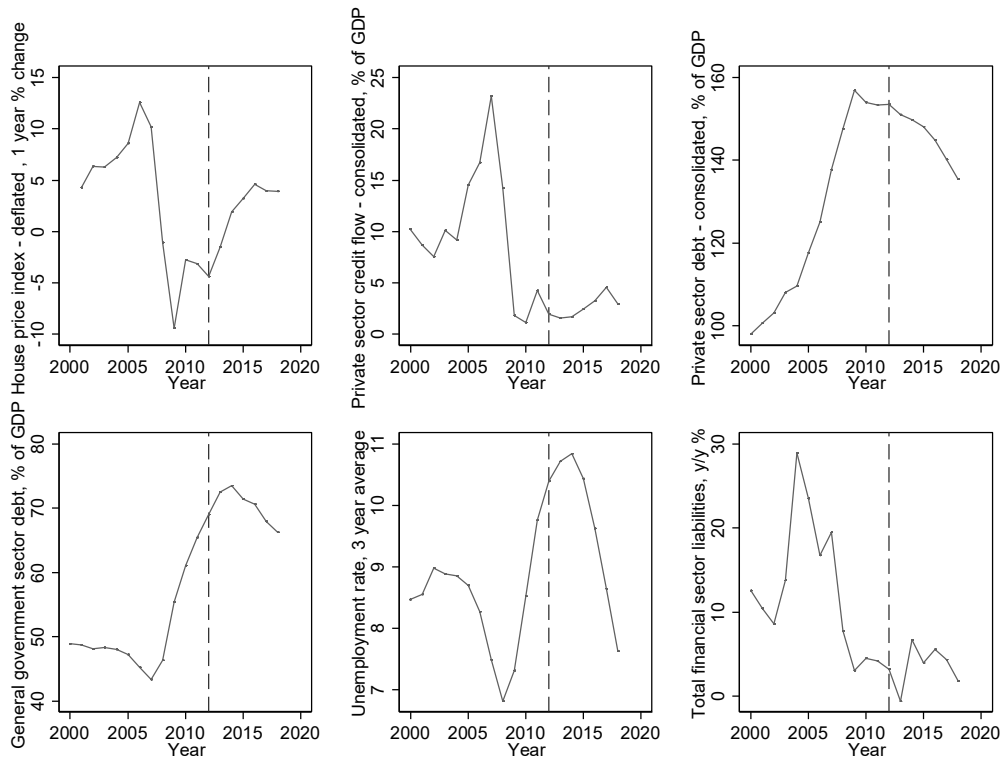 House price index - deflated , 1 year % change
-10 -5 0 5 10 15
2000 2005 2010 2015 2020
Year
Private sector credit flow - consolidated, % of GDP
0 5 10 15 20 25
2000 2005 2010 2015 2020
Year
Private sector debt - consolidated, % of GDP
100 120 140 160
2000 2005 2010 2015 2020
Year
General government sector debt, % of GDP
40 50 60 70 80
2000 2005 2010 2015 2020
Year
Unemployment rate, 3 year average
7 8 9 10 11
2000 2005 2010 2015 2020
Year
Total financial sector liabilities, y/y %
0 10 20 30
2000 2005 2010 2015 2020
Year